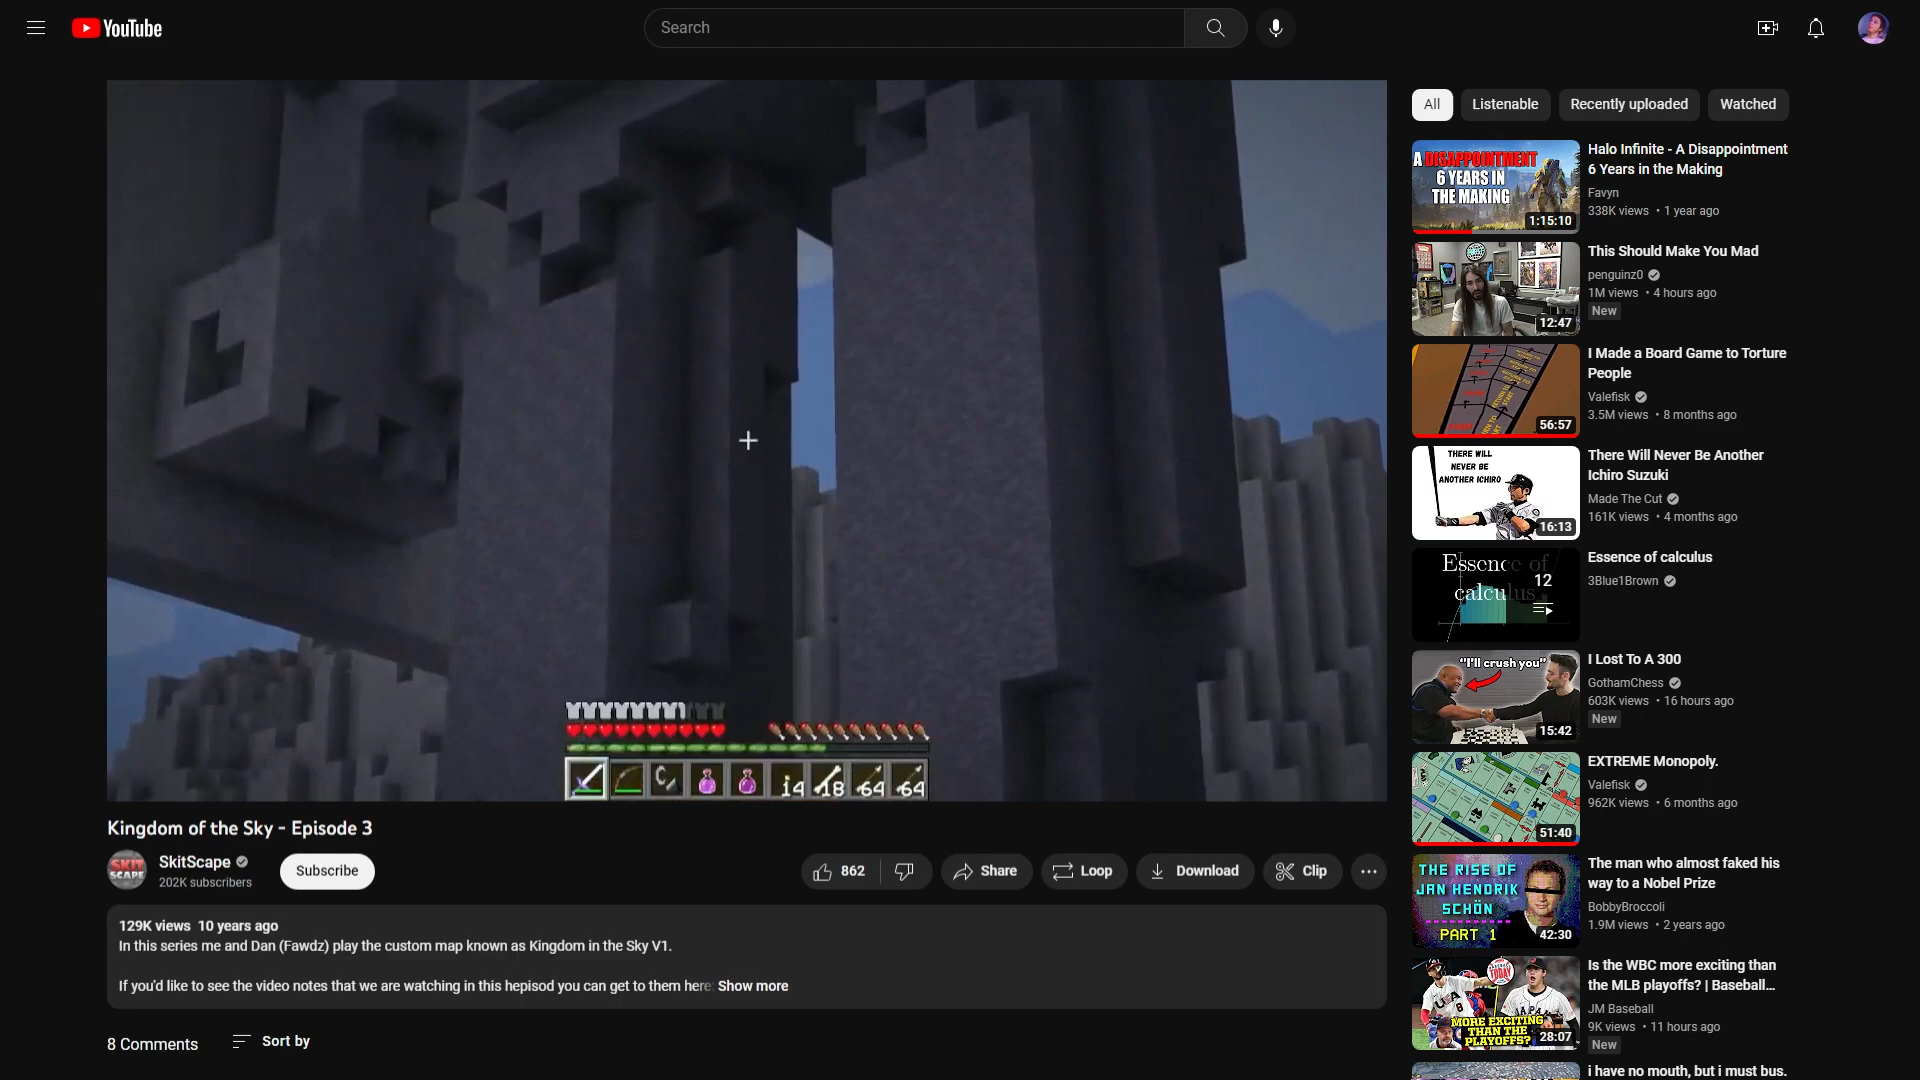 YouTube
Search
All
Listenable
Recently uploaded
Watched
A DISAPPOINTMENT
6 YEARS IN
THE MAKING
1:15:10
Halo Infinite - A Disappointment
6 Years in the Making
Favyn
338K views • 1 year ago
12:47
This Should Make You Mad
penguinz0
1M views • 4 hours ago
New
56:57
I Made a Board Game to Torture
People
Valefisk
3.5M views • 8 months ago
THERE WILL
NEVER BE
ANOTHER ICHIRO
16:13
There Will Never Be Another
Ichiro Suzuki
Made The Cut
161K views • 4 months ago
Essence of
calculus
12
Essence of calculus
3Blue1Brown
"I'll crush you"
15:42
I Lost To A 300
GothamChess
603K views • 16 hours ago
New
51:40
EXTREME Monopoly.
Valefisk
962K views • 6 months ago
THE RISE OF
JAN HENDRIK
SCHÖN
PART 1
42:30
The man who almost faked his
way to a Nobel Prize
BobbyBroccoli
1.9M views • 2 years ago
TODAY
USA
8
JAPAN
MORE EXCITING
THAN THE
PLAYOFFS?
28:07
Is the WBC more exciting than
the MLB playoffs? | Baseball...
JM Baseball
9K views • 11 hours ago
New
i have no mouth, but i must bus.
14 18 64 64
Kingdom of the Sky - Episode 3
SKIT
SCAPE
SkitScape
202K subscribers
Subscribe
862
Share
Loop
Download
Clip
129K views 10 years ago
In this series me and Dan (Fawdz) play the custom map known as Kingdom in the Sky V1.
If you'd like to see the video notes that we are watching in this hepisod you can get to them here: Show more
8 Comments
Sort by